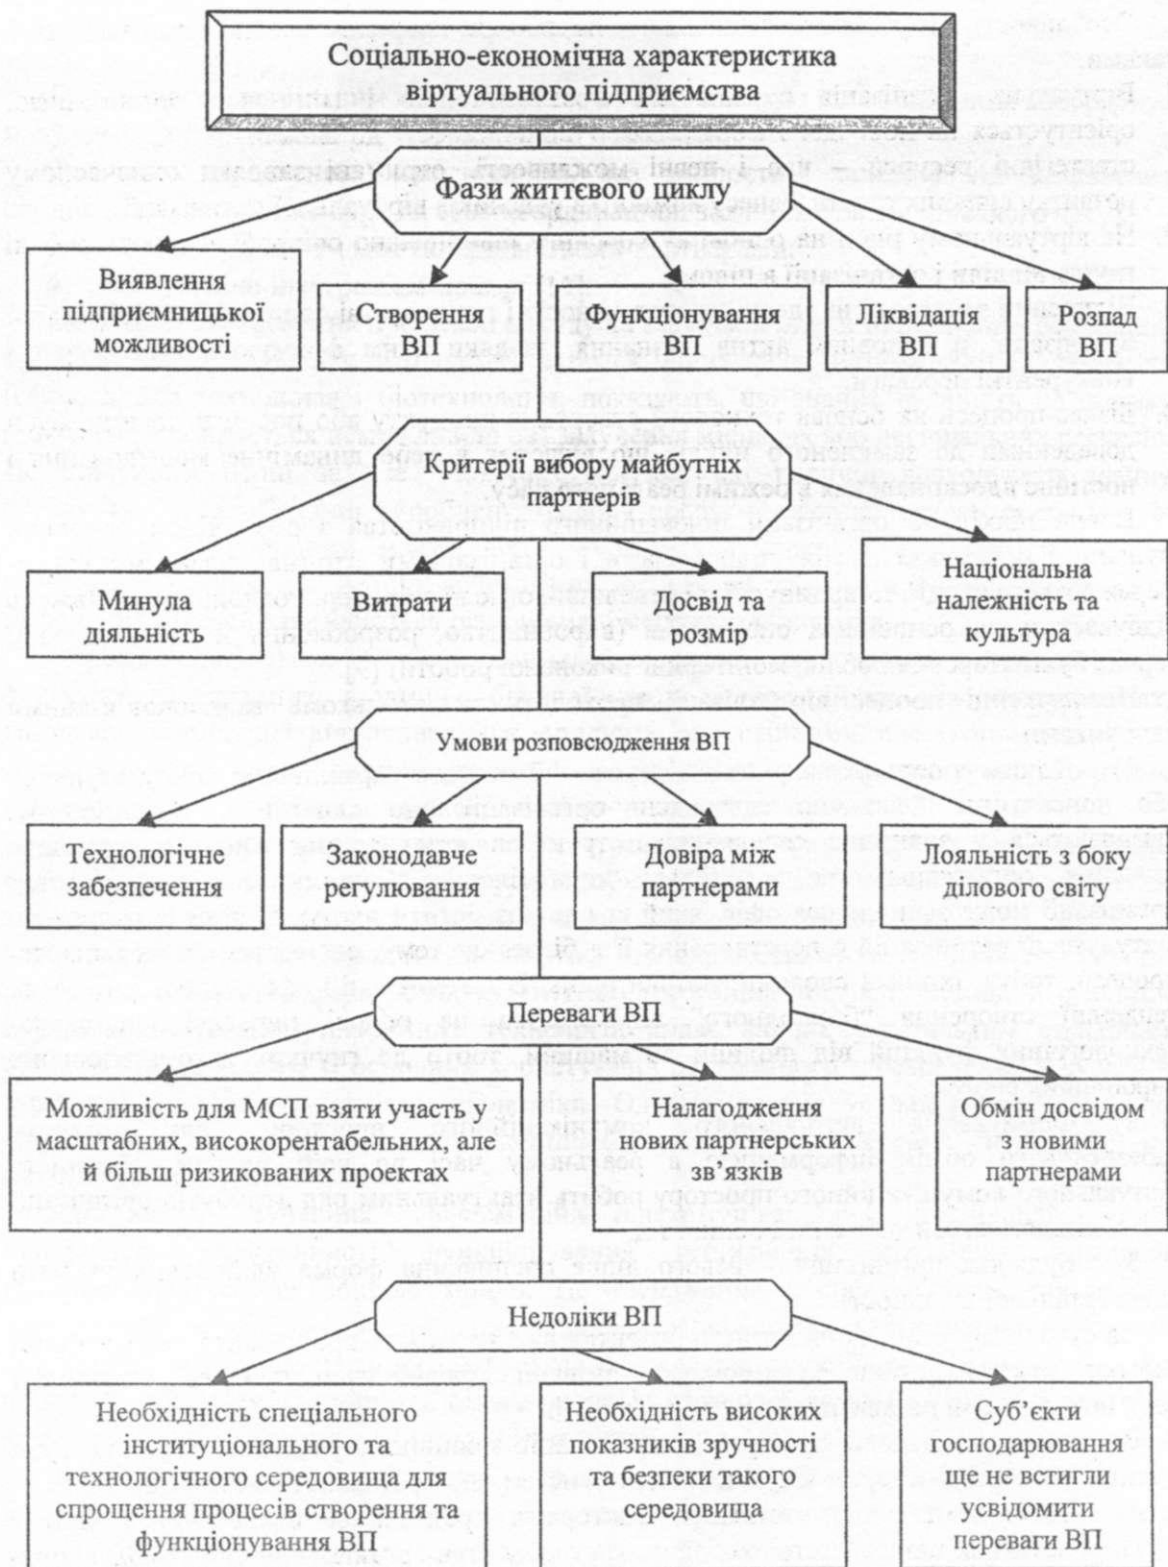 Соціально-економічна характеристика
віртуального підприємства
Фази життєвого циклу
Виявлення
підприємницької
можливості
Створення
ВП
Функціонування
ВП
Ліквідація
ВП
Розпад
ВП
Критерії вибору майбутніх
партнерів
Минула
діяльність
Витрати
Досвід та
розмір
Національна
належність та
культура
Умови розповсюдження ВП
Технологічне
забезпечення
Законодавче
регулювання
Довіра між
партнерами
Лояльність з боку
ділового світу
Переваги ВП
Можливість для МСП взяти участь у
масштабних, високорентабельних, але
й більш ризикованих проектах
Налагодження
нових партнерських
зв’язків
Обмін досвідом
з новими
партнерами
Недоліки ВП
Необхідність спеціального
інституціонального та
технологічного середовища для
спрощення процесів створення та
функціонування ВП
Необхідність високих
показників зручності
та безпеки такого
середовища
Суб’єкти
господарювання
ще не встигли
усвідомити
переваги ВП